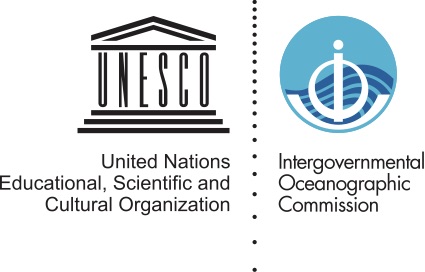 UNESCO
United Nations
Educational, Scientific and
Cultural Organization
Intergovernmental
Oceanographic
Commission